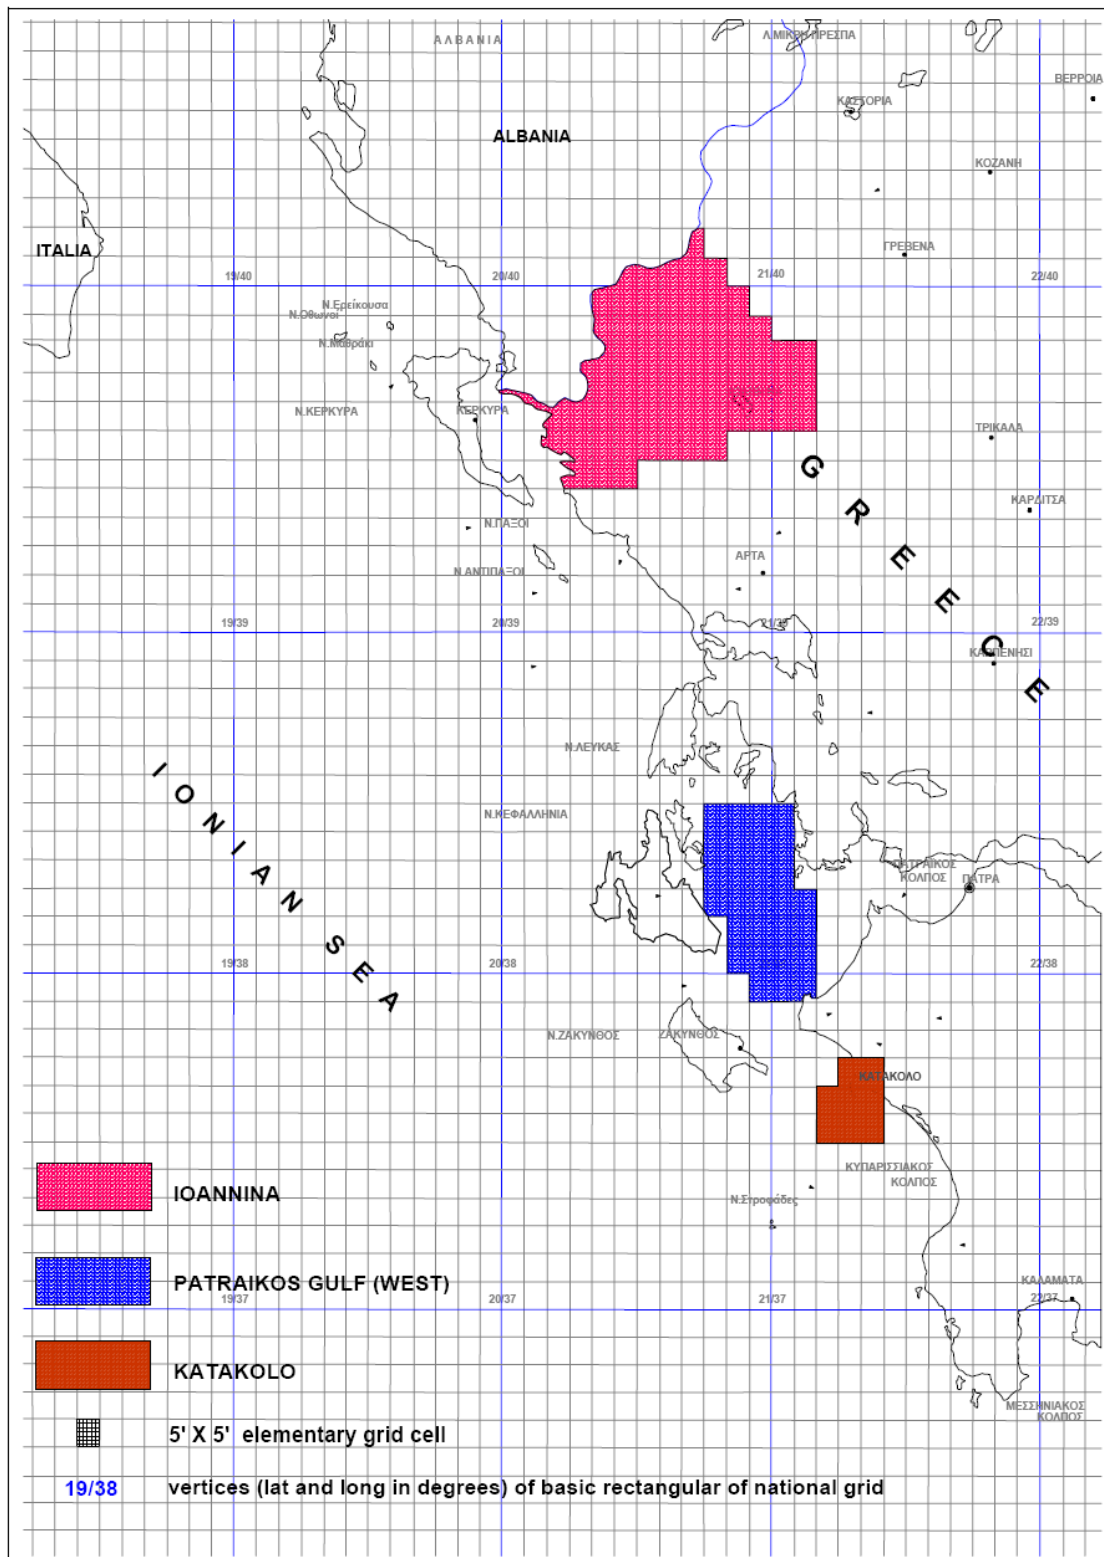 ΑΛΒΑΝΙΑ
Λ.ΜΙΚΡΗ ΠΡΕΣΠΑ
ΒΕΡΡΟΙΑ
ΚΑΣΤΟΡΙΑ
ALBANIA
ΚΟΖΑΝΗ
ITALIA
ΓΡΕΒΕΝΑ
19/40
20/40
21/40
22/40
Ν.Ερείκουσα
Ν.Οθωνοί
Ν.Μαθράκι
Ν.ΚΕΡΚΥΡΑ
ΚΕΡΚΥΡΑ
ΤΡΙΚΑΛΑ
GREECE
ΚΑΡΔΙΤΣΑ
Ν.ΠΑΞΟΙ
ΑΡΤΑ
Ν.ΑΝΤΙΠΑΞΟΙ
19/39
20/39
21/39
22/39
ΚΑΡΠΕΝΗΣΙ
Ν.ΛΕΥΚΑΣ
IONIAN SEA
Ν.ΚΕΦΑΛΛΗΝΙΑ
ΠΑΤΡΑΙΚΟΣ
ΚΟΛΠΟΣ
ΠΑΤΡΑ
19/38
20/38
22/38
Ν.ΖΑΚΥΝΘΟΣ
ΖΑΚΥΝΘΟΣ
ΚΑΤΑΚΟΛΟ
ΚΥΠΑΡΙΣΣΙΑΚΟΣ
ΚΟΛΠΟΣ
Ν.Στροφάδες
IOANNINA
PATRAIKOS GULF (WEST)
ΚΑΛΑΜΑΤΑ
19/37
20/37
21/37
22/37
KATAKOLO
ΜΕΣΣΗΝΙΑΚΟΣ
ΚΟΛΠΟΣ
5' X 5' elementary grid cell
19/38 vertices (lat and long in degrees) of basic rectangular of national grid